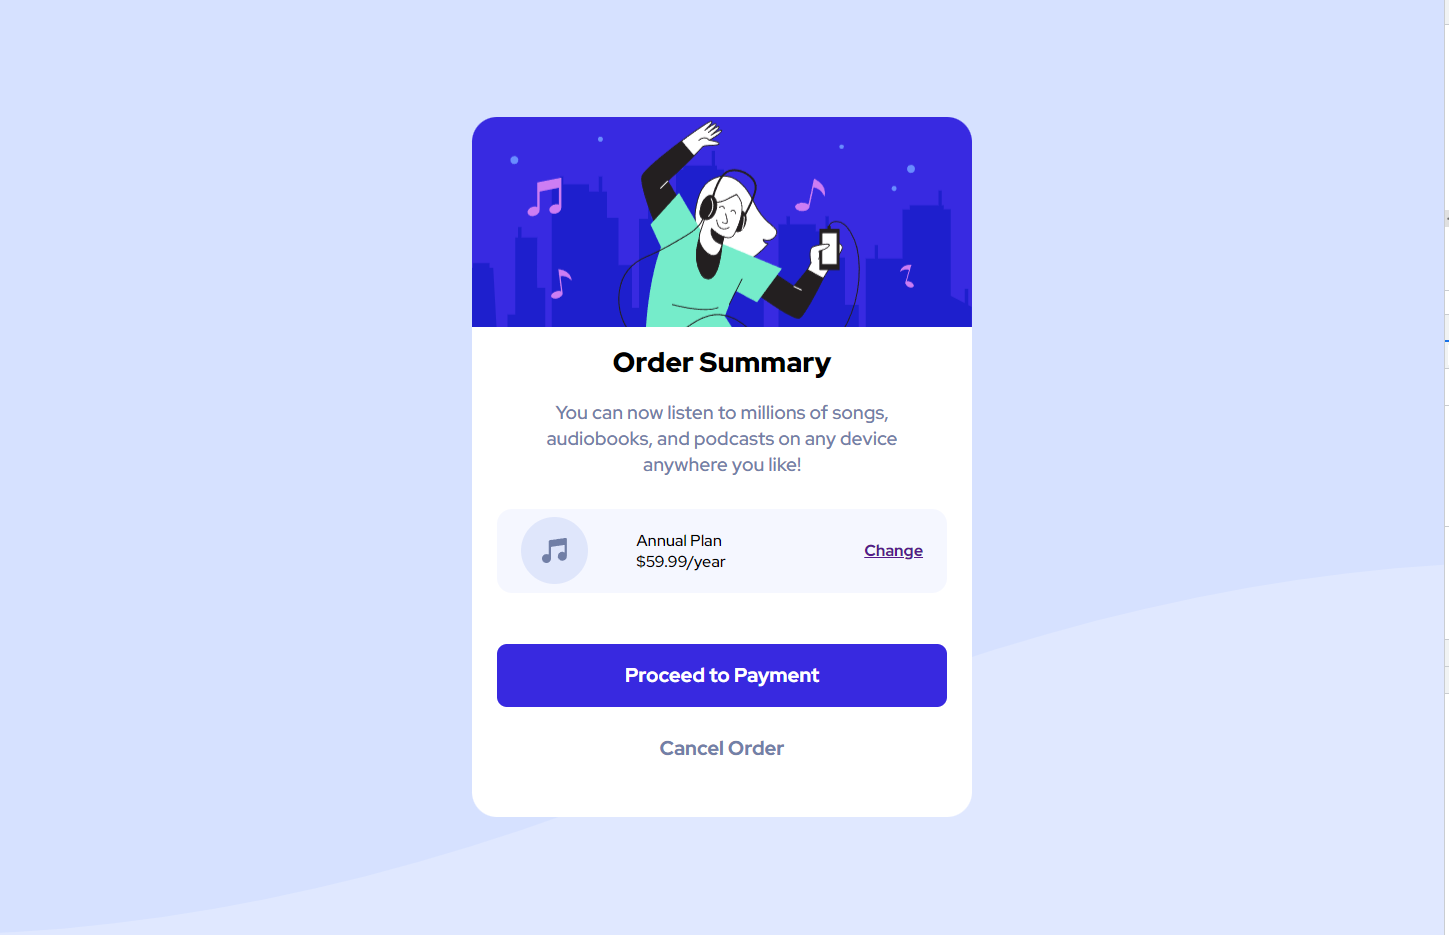 Order Summary
You can now listen to millions of songs,
audiobooks, and podcasts on any device
anywhere you like!
Annual Plan
$59.99/year
Change
Proceed to Payment
Cancel Order